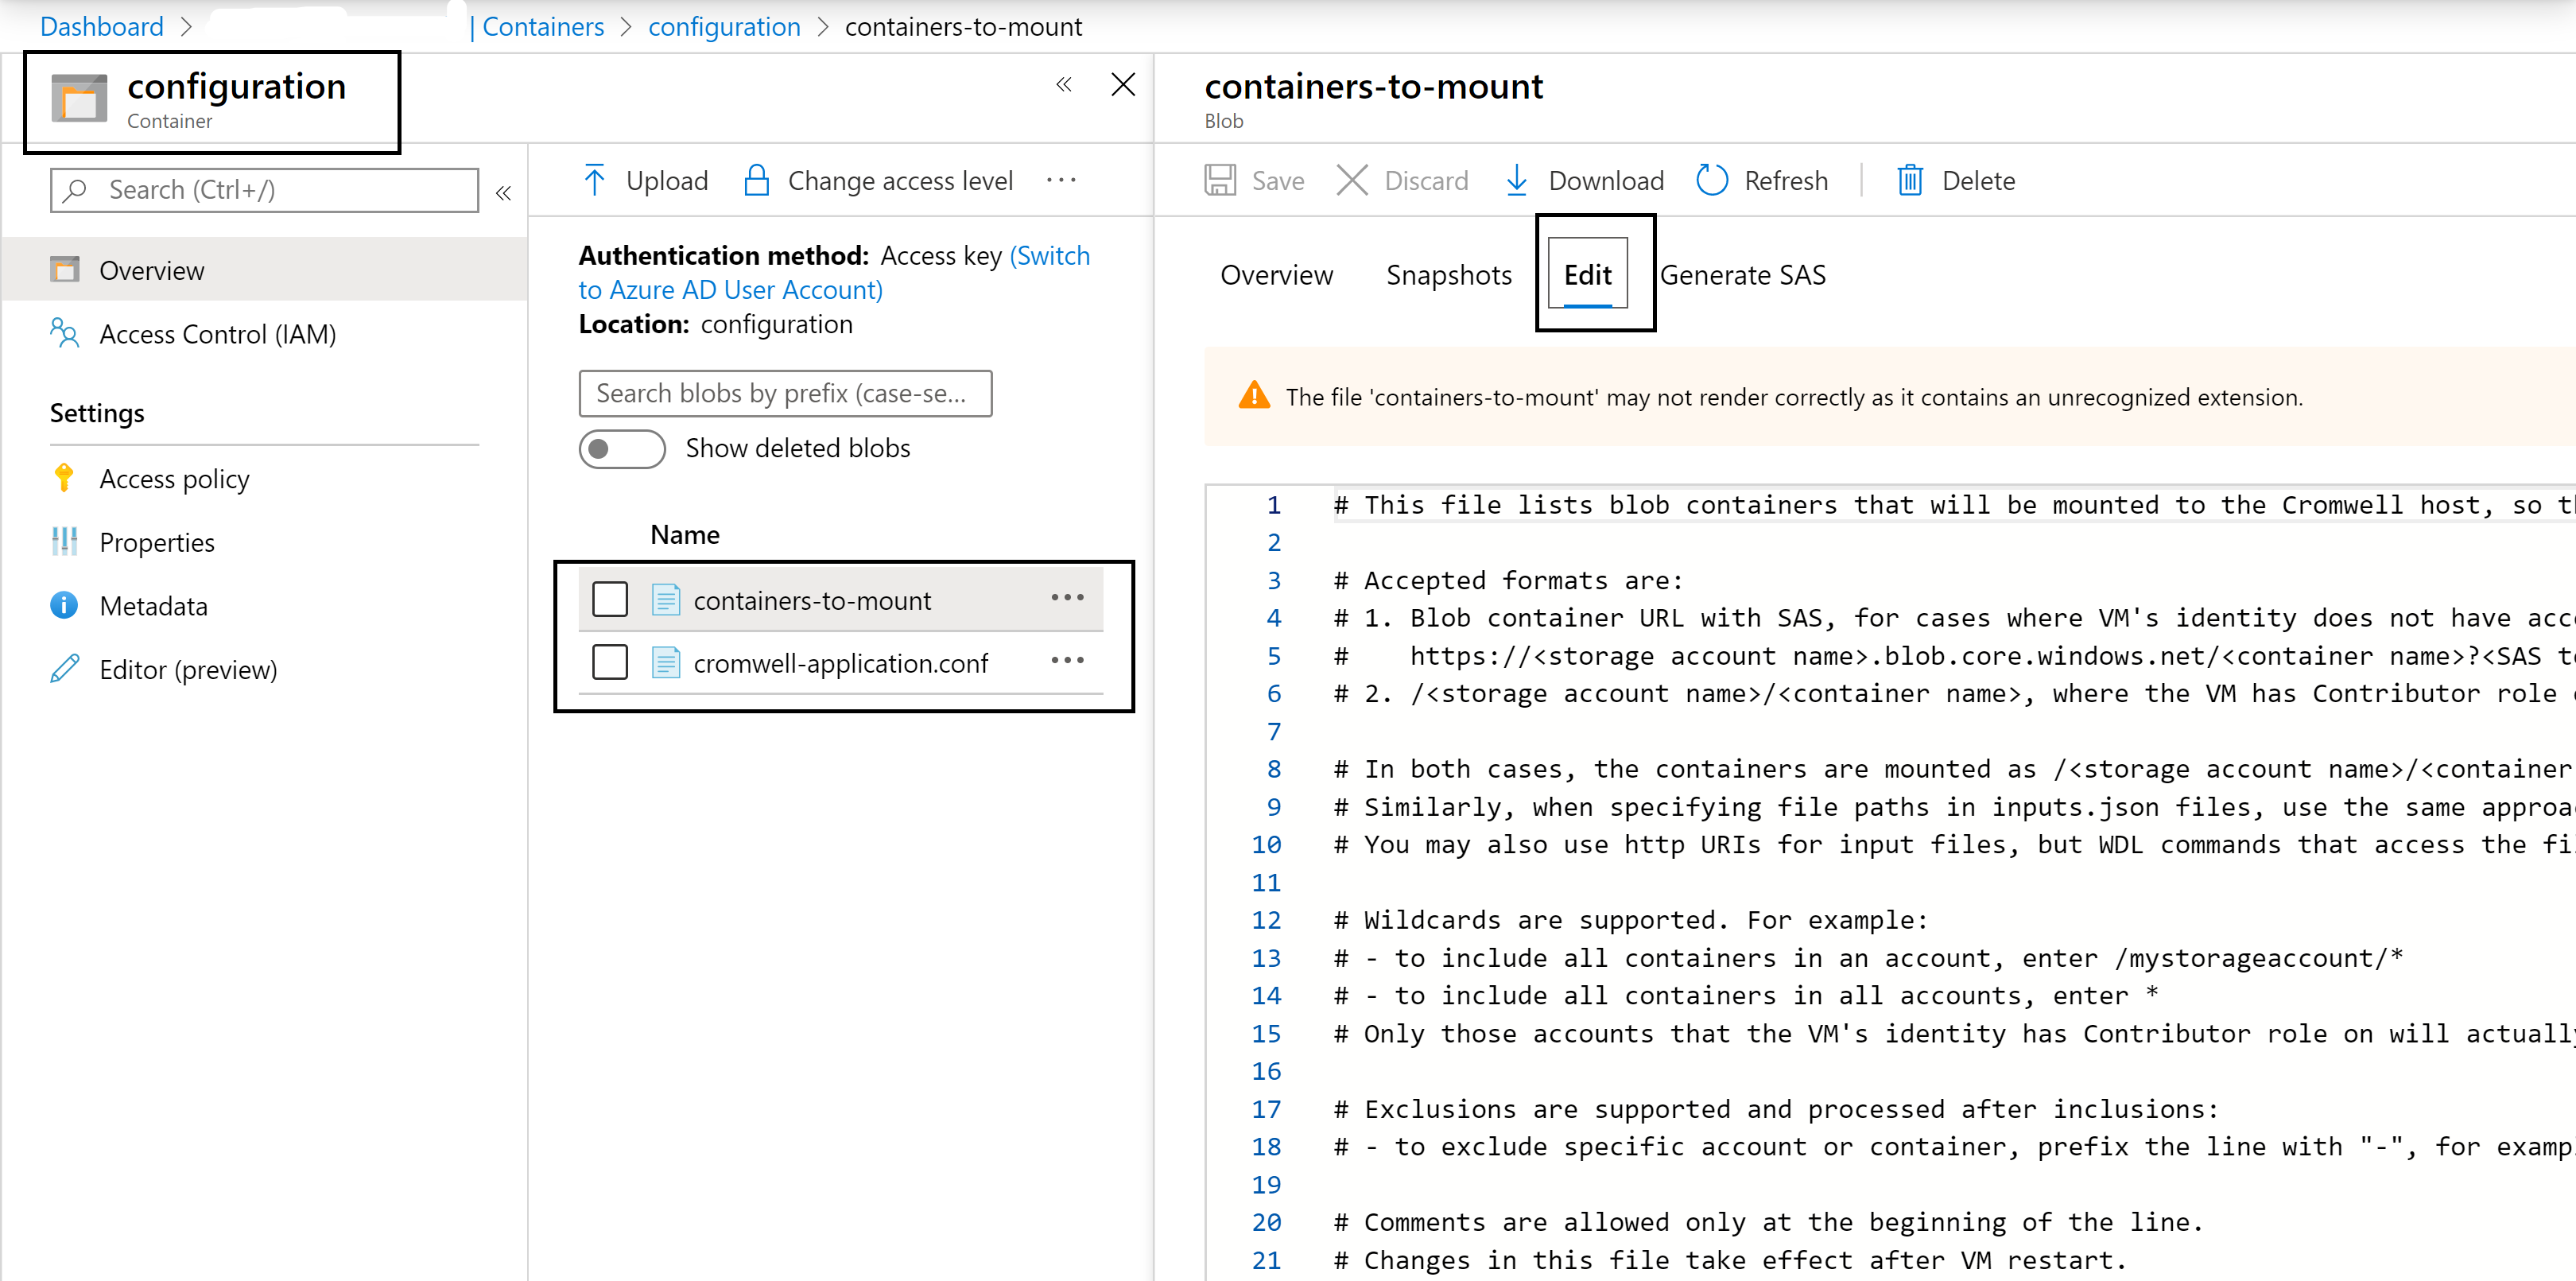 Dashboard > | Containers > configuration > containers-to-mount
configuration
Container
Search (Ctrl+/)
Overview
Access Control (IAM)
Settings
Access policy
Properties
Metadata
Editor (preview)
Upload
Change access level
Authentication method: Access key (Switch
to Azure AD User Account)
Location: configuration
Search blobs by prefix (case-se...
Show deleted blobs
Name
containers-to-mount
cromwell-application.conf
containers-to-mount
Blob
Save Discard Download Refresh Delete
Overview Snapshots Edit Generate SAS
The file 'containers-to-mount' may not render correctly as it contains an unrecognized extension.
1 # This file lists blob containers that will be mounted to the Cromwell host, so
2
3 # Accepted formats are:
4 # 1. Blob container URL with SAS, for cases where VM's identity does not have
5 # https://<storage account name>.blob.core.windows.net/<container name>?<SAS
6 # 2. /<storage account name>/<container name>, where the VM has Contributor role
7
8 # In both cases, the containers are mounted as /<storage account name>/<container
9 # Similarly, when specifying file paths in inputs.json files, use the same
10 # You may also use http URIs for input files, but WDL commands that access the
11
12 # Wildcards are supported. For example:
13 # - to include all containers in an account, enter /mystorageaccount/*
14 # - to include all containers in all accounts, enter *
15 # Only those accounts that the VM's identity has Contributor role on will actually
16
17 # Exclusions are supported and processed after inclusions:
18 # - to exclude specific account or container, prefix the line with "-", for
19
20 # Comments are allowed only at the beginning of the line.
21 # Changes in this file take effect after VM restart.